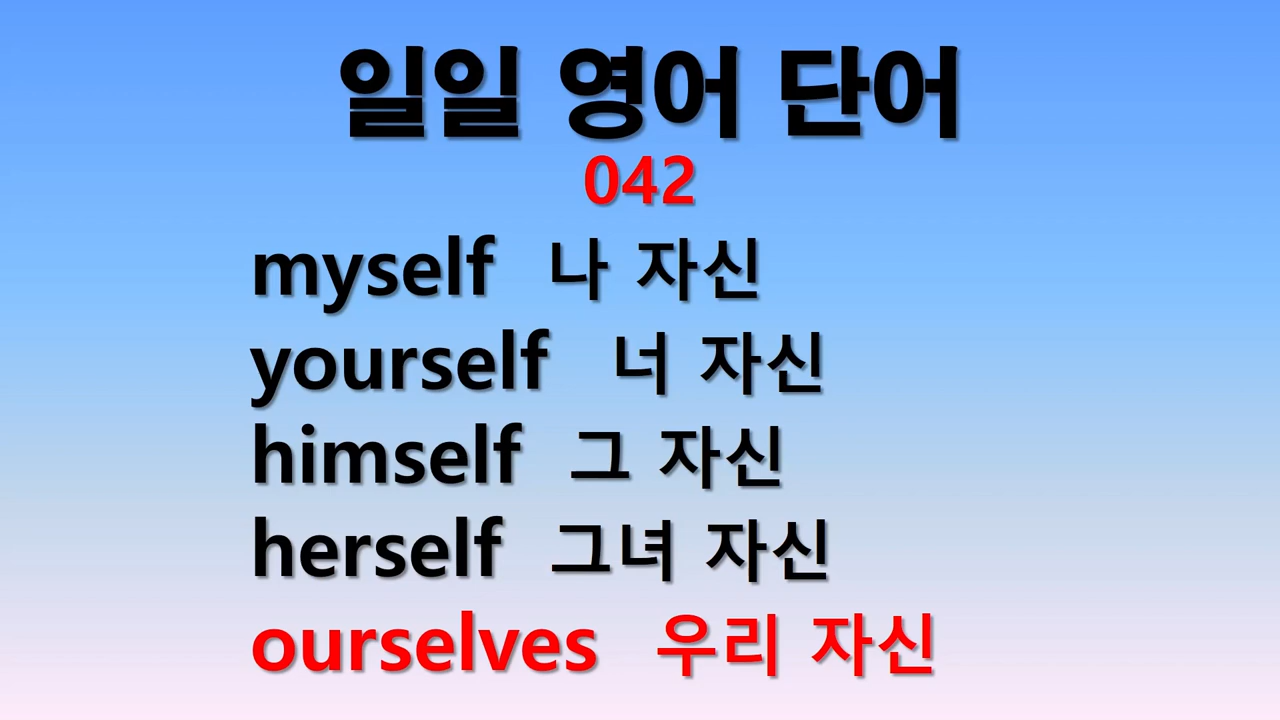 일일 영어 단어
042
myself 나 자신
yourself 너 자신
himself 그 자신
herself 그녀 자신
ourselves 우리 자신